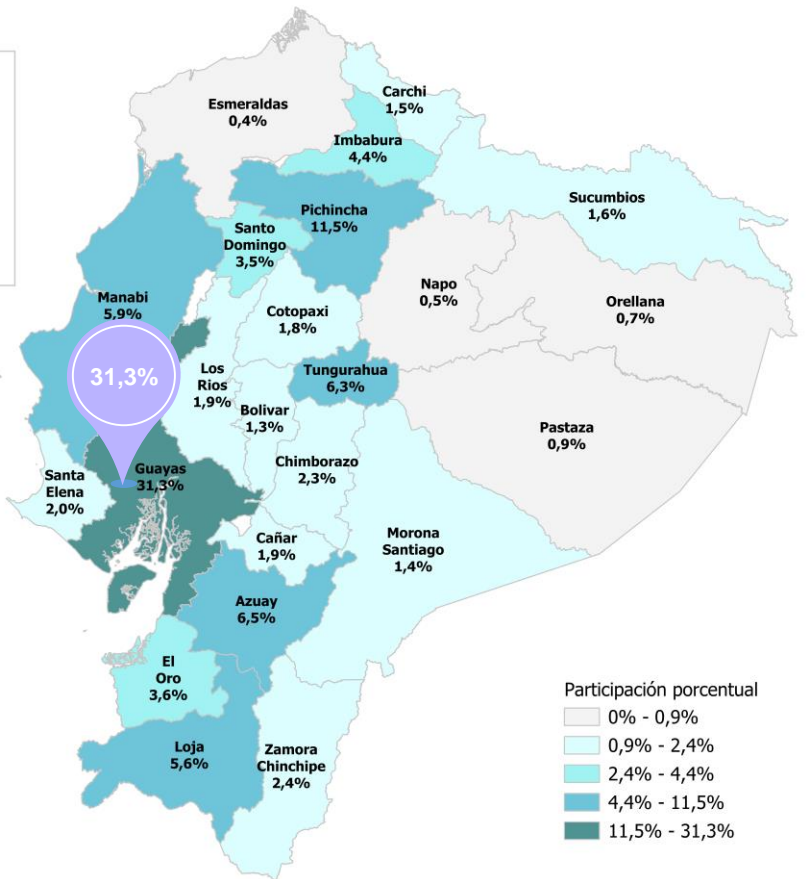 Carchi
1,5%
Esmeraldas
0,4%
Imbabura
4,4%
Sucumbios
1,6%
Pichincha
11,5%
Santo
Domingo
3,5%
Napo
0,5%
Orellana
0,7%
Manabi
5,9%
Cotopaxi
1,8%
31,3%
Los
Rios
1,9%
Tungurahua
6,3%
Bolivar
1,3%
Pastaza
0,9%
Chimborazo
2,3%
Guayas
31,3%
Santa
Elena
2,0%
Cañar
1,9%
Morona
Santiago
1,4%
Azuay
6,5%
El
Oro
3,6%
Loja
5,6%
Zamora
Chinchipe
2,4%
Participación porcentual
0% - 0,9%
0,9% - 2,4%
2,4% - 4,4%
4,4% - 11,5%
11,5% - 31,3%